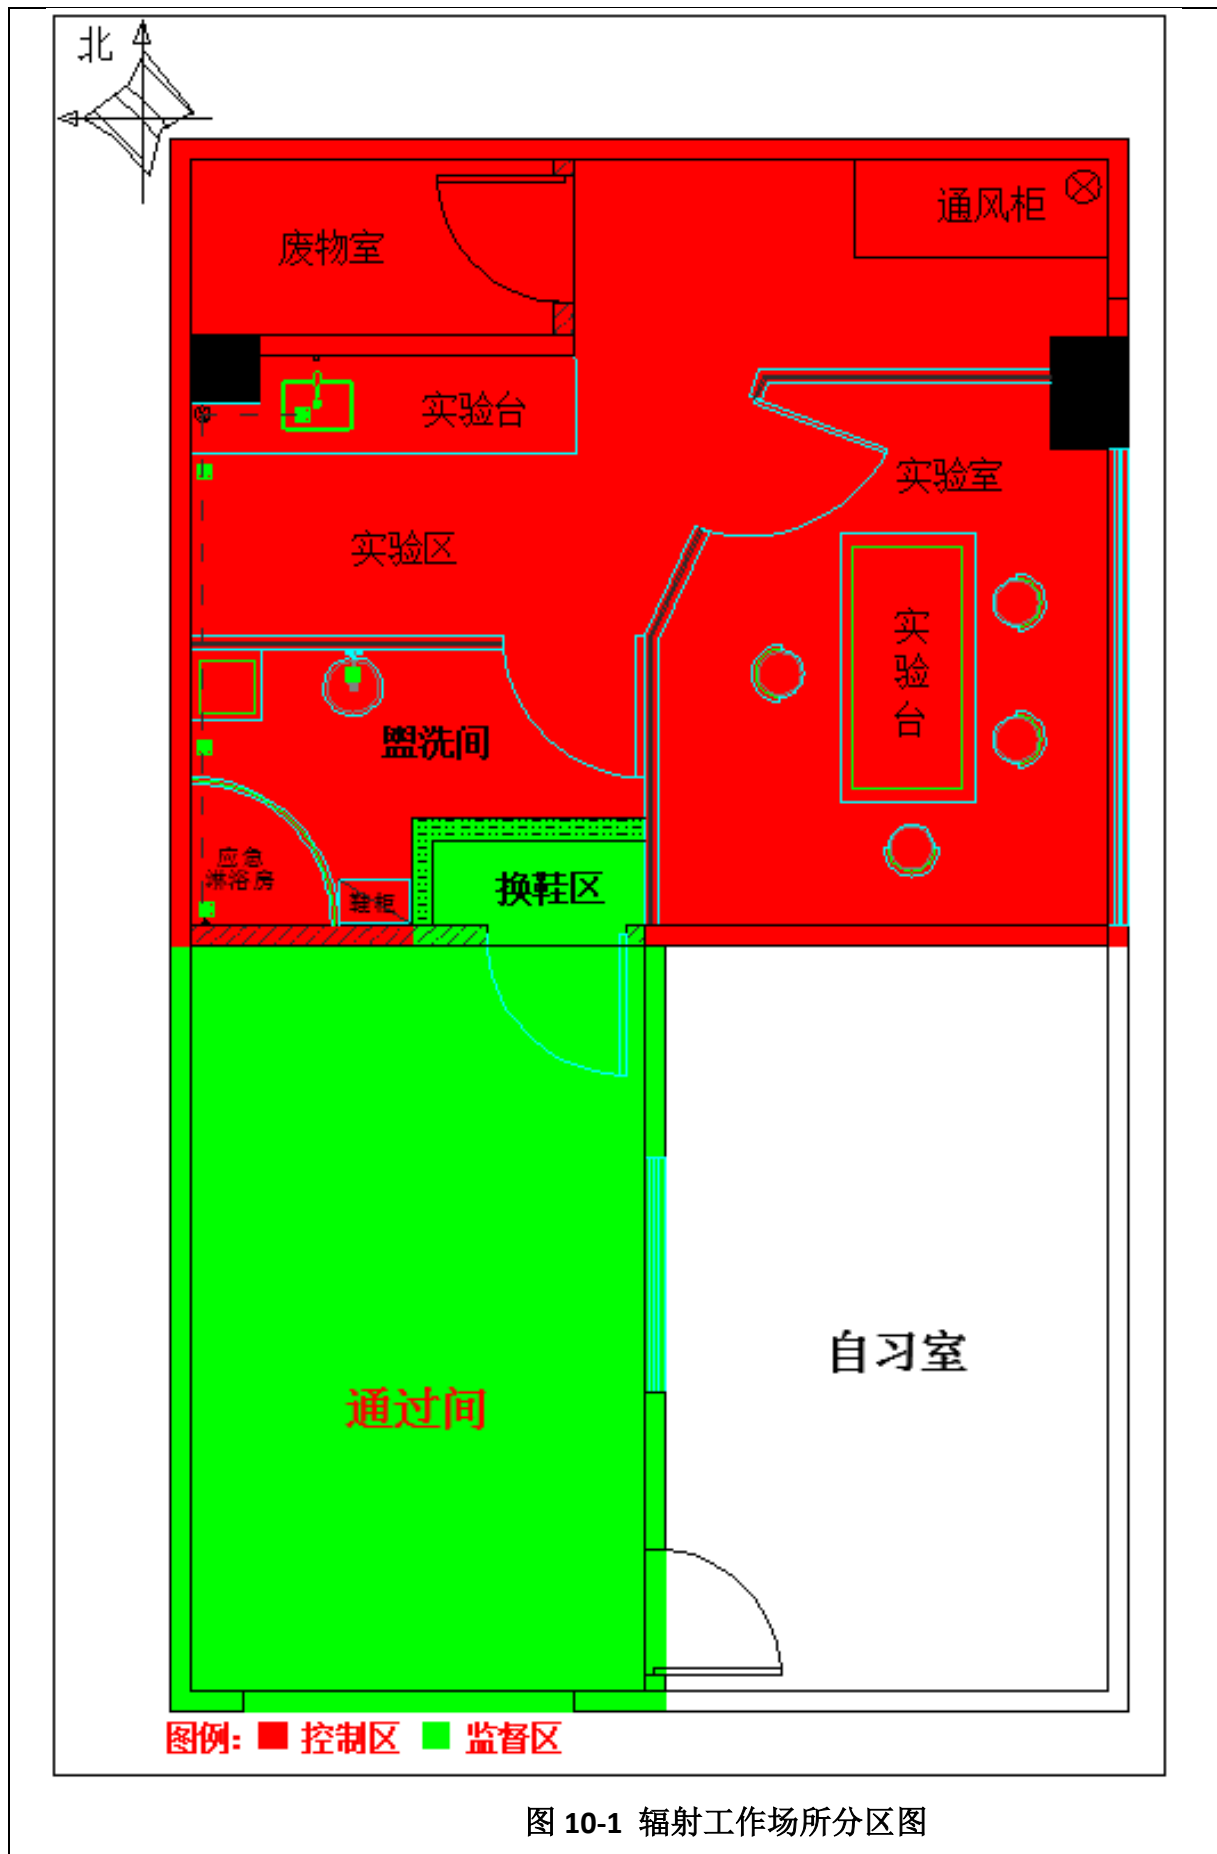 北
通风柜
废物室
实验台
实验室
实验区
实验台
盥洗间
应急
淋浴房
鞋柜
换鞋区
自习室
通过间
图例: 控制区 监督区
图 10-1 辐射工作场所分区图